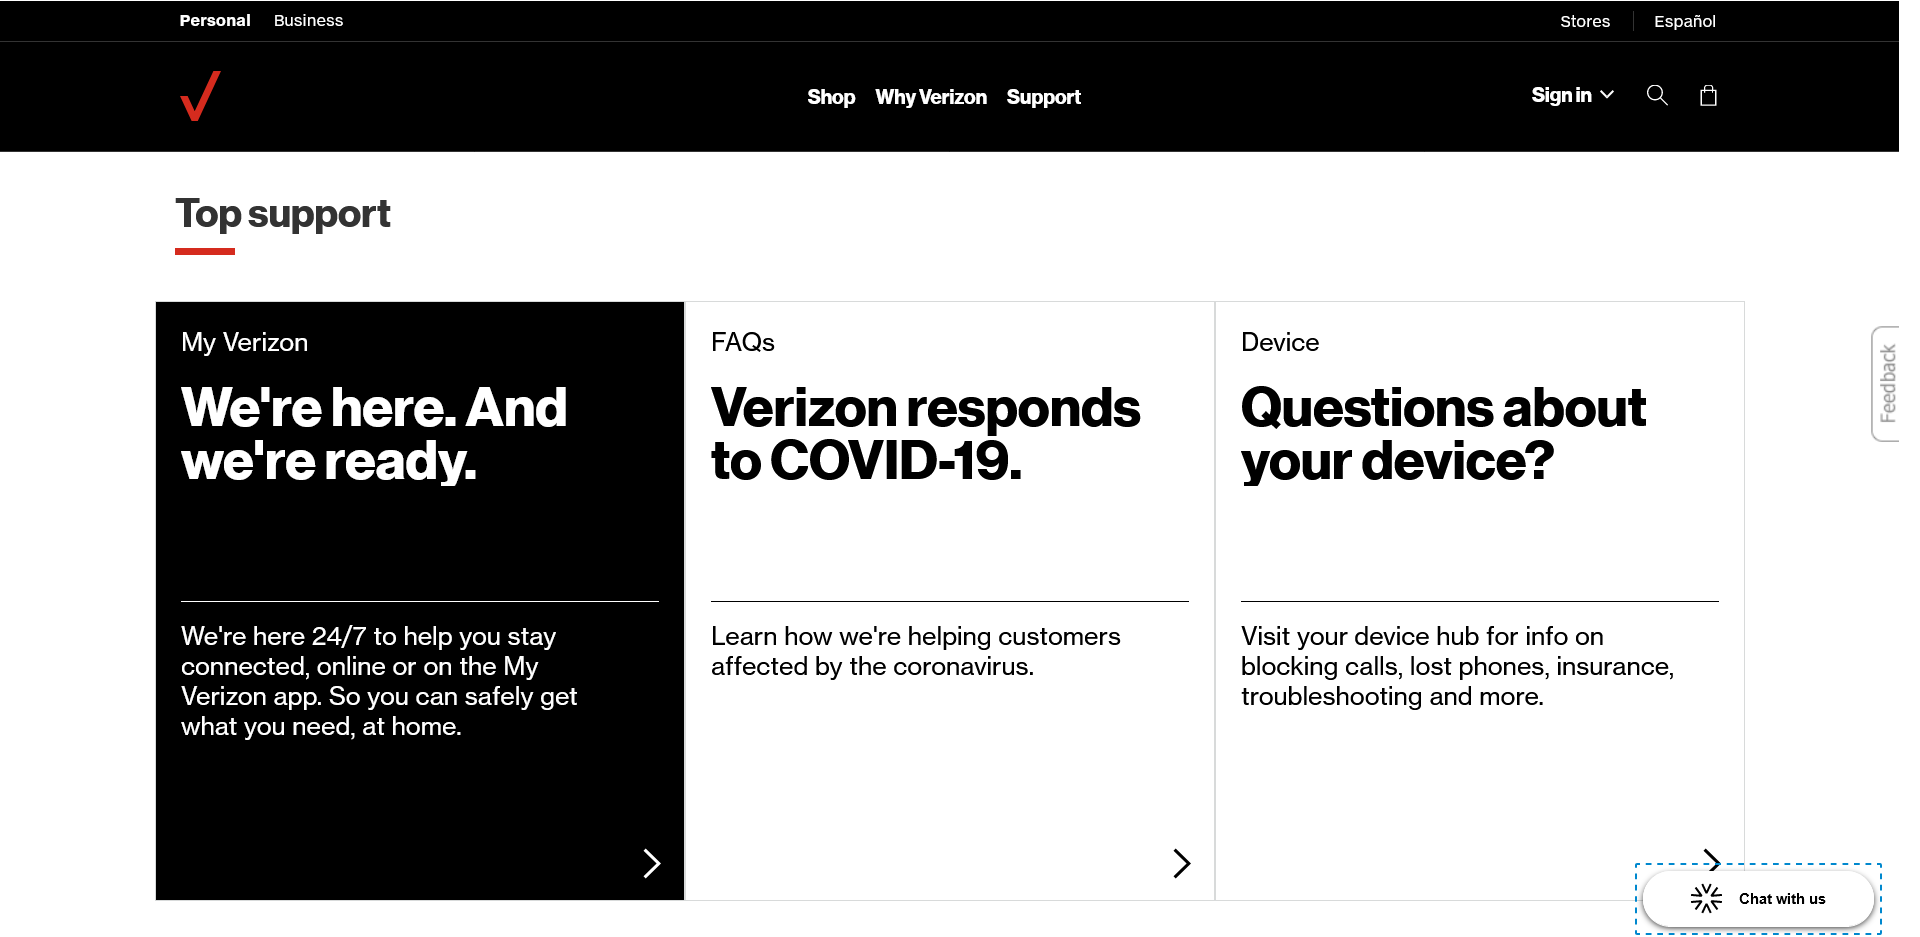 Personal Business
Stores Español
Shop Why Verizon Support
Sign in
Top support
My Verizon
We're here. And
we're ready.
We're here 24/7 to help you stay
connected, online or on the My
Verizon app. So you can safely get
what you need, at home.
FAQs
Verizon responds
to COVID-19.
Learn how we're helping customers
affected by the coronavirus.
Device
Questions about
your device?
Visit your device hub for info on
blocking calls, lost phones, insurance,
troubleshooting and more.
Feedback
Chat with us